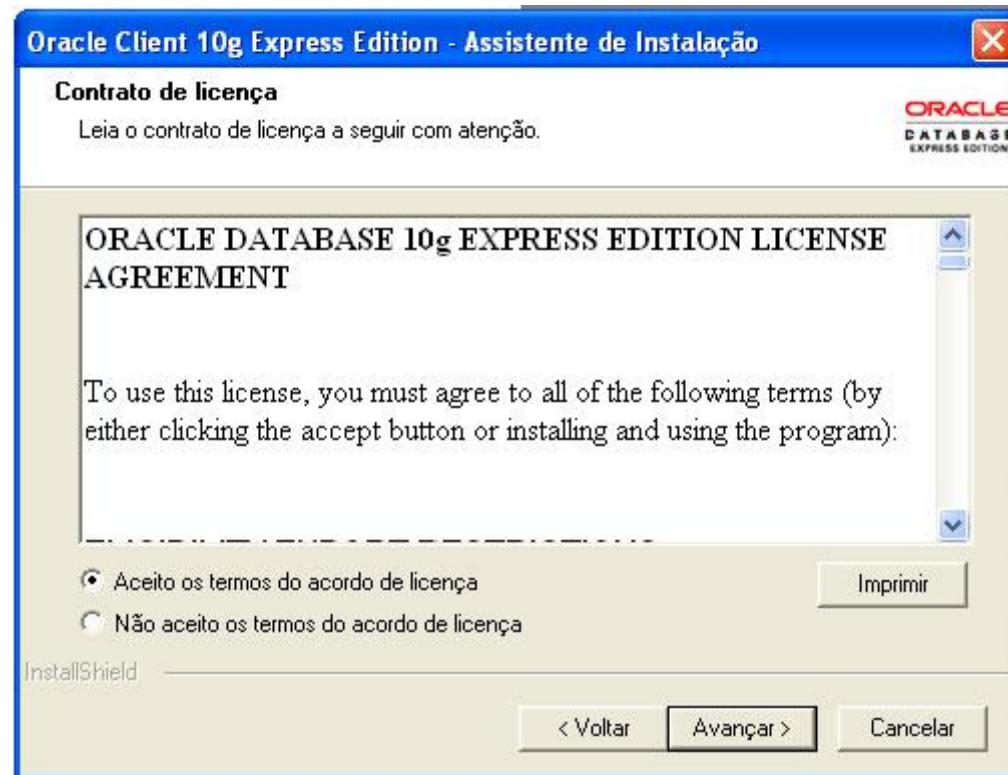 Oracle Client 10g Express Edition - Assistente de Instalação
Contrato de licença
Leia o contrato de licença a seguir com atenção.
ORACLE
DATABASE
EXPRESS EDITION
ORACLE DATABASE 10g EXPRESS EDITION LICENSE
AGREEMENT
To use this license, you must agree to all of the following terms (by
either clicking the accept button or installing and using the program):
Aceito os termos do acordo de licença
Imprimir
Não aceito os termos do acordo de licença
InstallShield
< Voltar
Avançar >
Cancelar